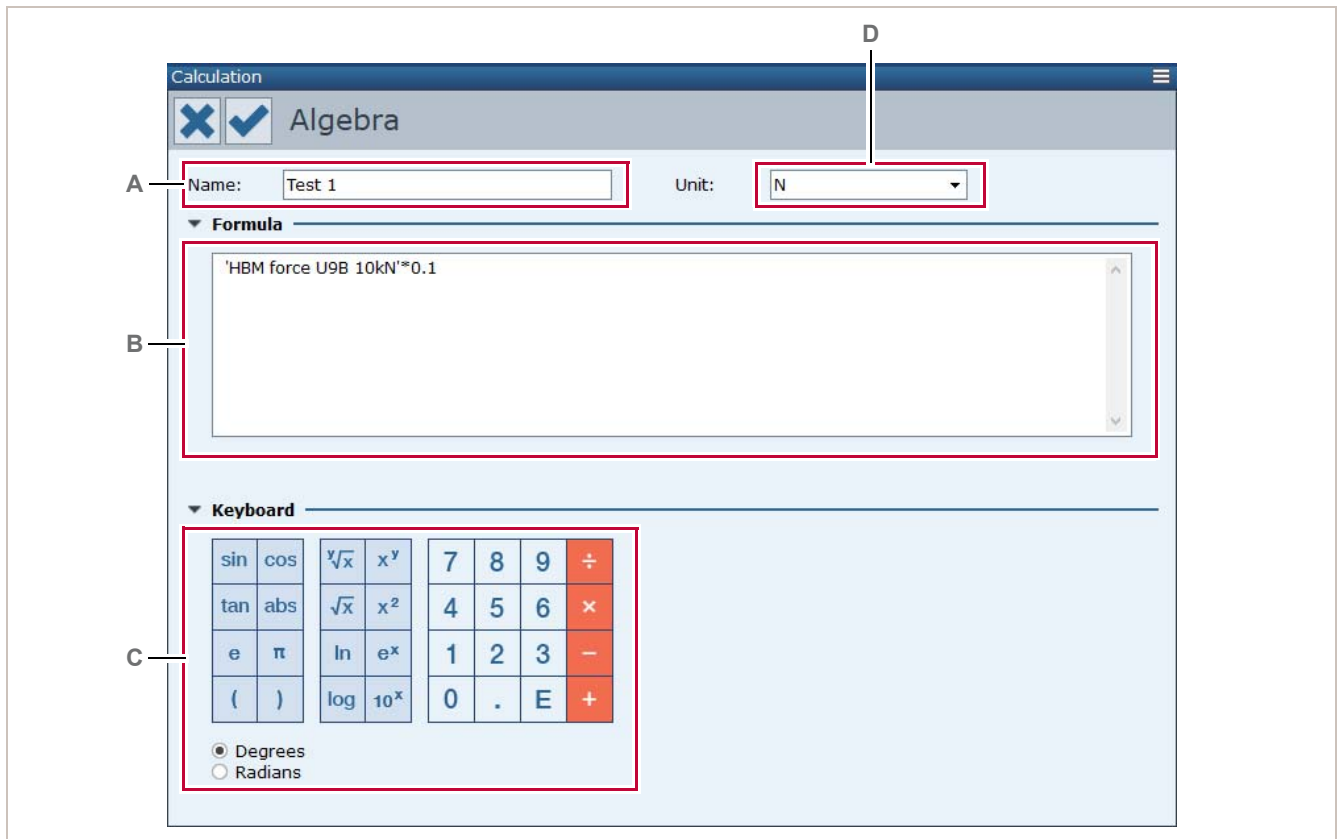 D
Calculation
Algebra
A
Name: Test 1 Unit: N
Formula
B
'HBM force U9B 10kN'*0.1
Keyboard
C
sin cos ʸ√x xʸ 7 8 9 ÷
tan abs √x x² 4 5 6 ×
e π ln eˣ 1 2 3 −
( ) log 10ˣ 0 . E +
Degrees
Radians